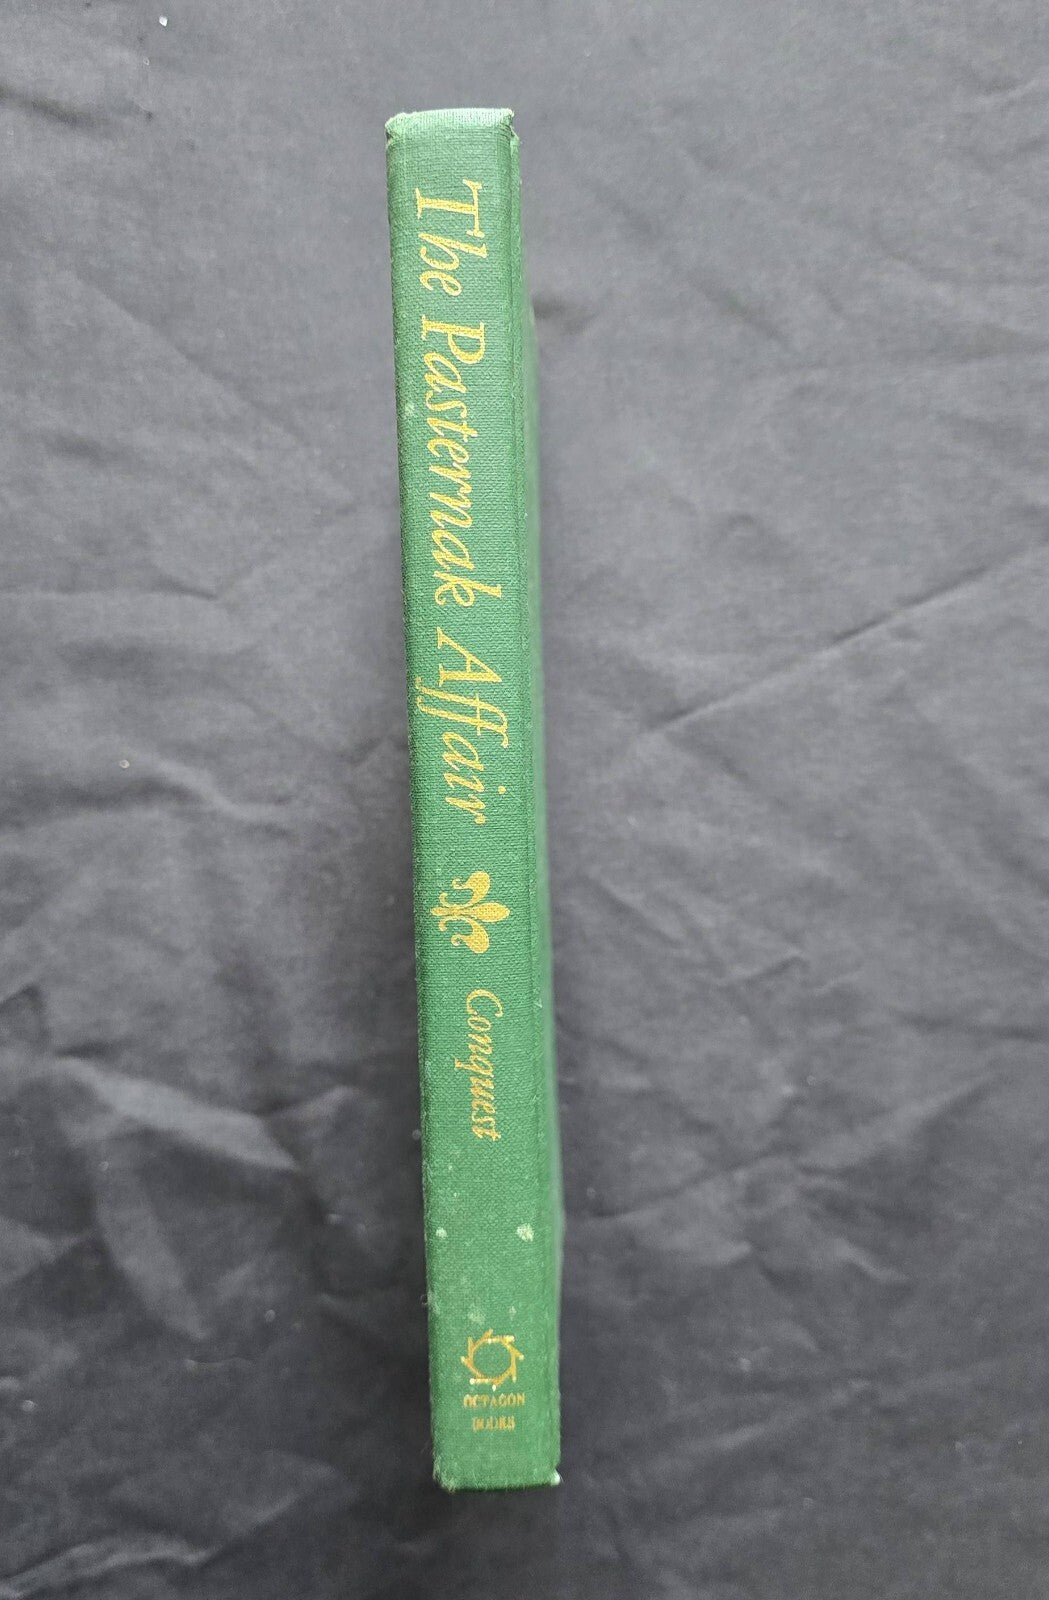 The Pasternak Affair Conquest
OCTAGON
BOOKS